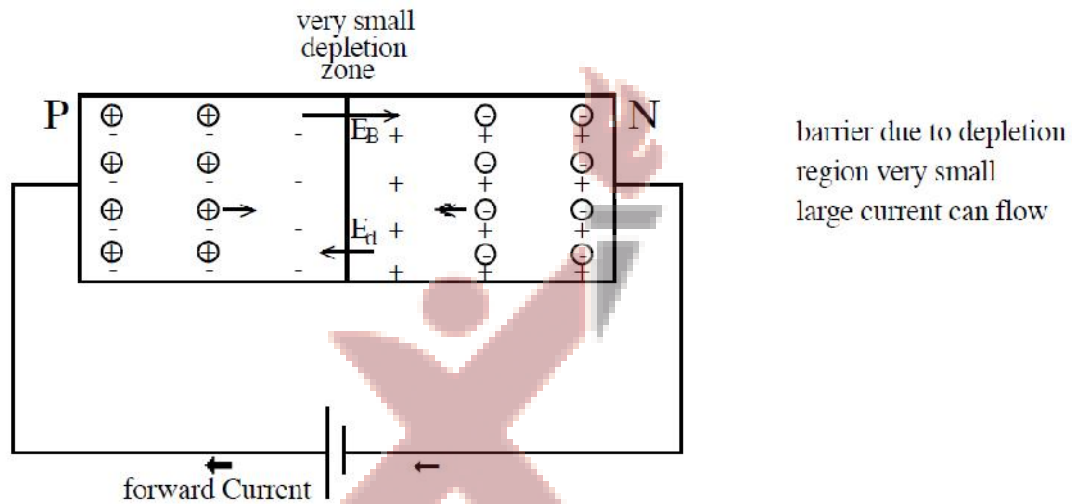 very small
depletion
zone
P
N
E_B
E_d
barrier due to depletion
region very small
large current can flow
forward Current